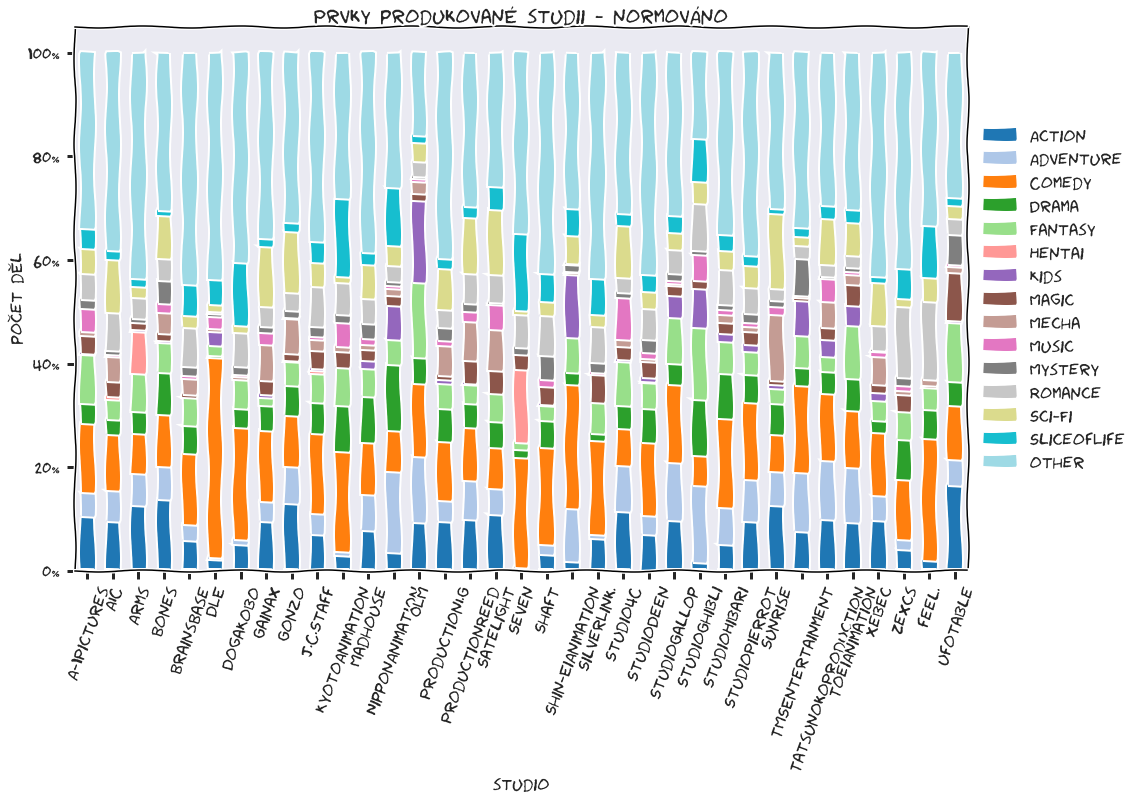 PRVKY PRODUKOVANÉ STUDII - NORMOVÁNO
100%
80%
60%
40%
20%
0%
POČET DĚL
ACTION
ADVENTURE
COMEDY
DRAMA
FANTASY
HENTAI
KIDS
MAGIC
MECHA
MUSIC
MYSTERY
ROMANCE
SCI-FI
SLICEOFLIFE
OTHER
A-1PICTURES
AIC
ARMS
BONES
BRAINSBASE
DLE
DOGAKOBO
GAINAX
GONZO
J.C.STAFF
KYOTOANIMATION
MADHOUSE
NIPPONANIMATION
OLM
PRODUCTIONIG
PRODUCTIONREED
SATELIGHT
SEVEN
SHAFT
SHIN-EIANIMATION
SILVERLINK.
STUDIO4C
STUDIODEEN
STUDIOGALLOP
STUDIOGHIBLI
STUDIOHIBARI
STUDIOPIERROT
SUNRISE
TMSENTERTAINMENT
TATSUNOKOPRODUCTION
TOEIANIMATION
XEBEC
ZEXCS
FEEL.
UFOTABLE
STUDIO